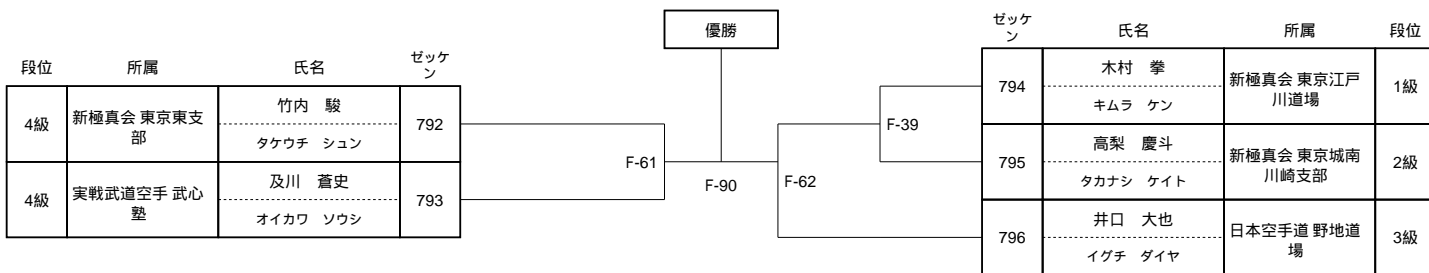 優勝
段位 所属 氏名 ゼッケ
ン
4級 新極真会 東京東支
部 竹内 駿
タケウチ シュン 792
4級 実戦武道空手 武心
塾 及川 蒼史
オイカワ ソウシ 793
F-61
F-90
F-62
F-39
ゼッケ
ン 氏名 所属 段位
794 木村 拳
キムラ ケン 新極真会 東京江戸
川道場 1級
795 高梨 慶斗
タカナシ ケイト 新極真会 東京城南
川崎支部 2級
796 井口 大也
イグチ ダイヤ 日本空手道 野地道
場 3級